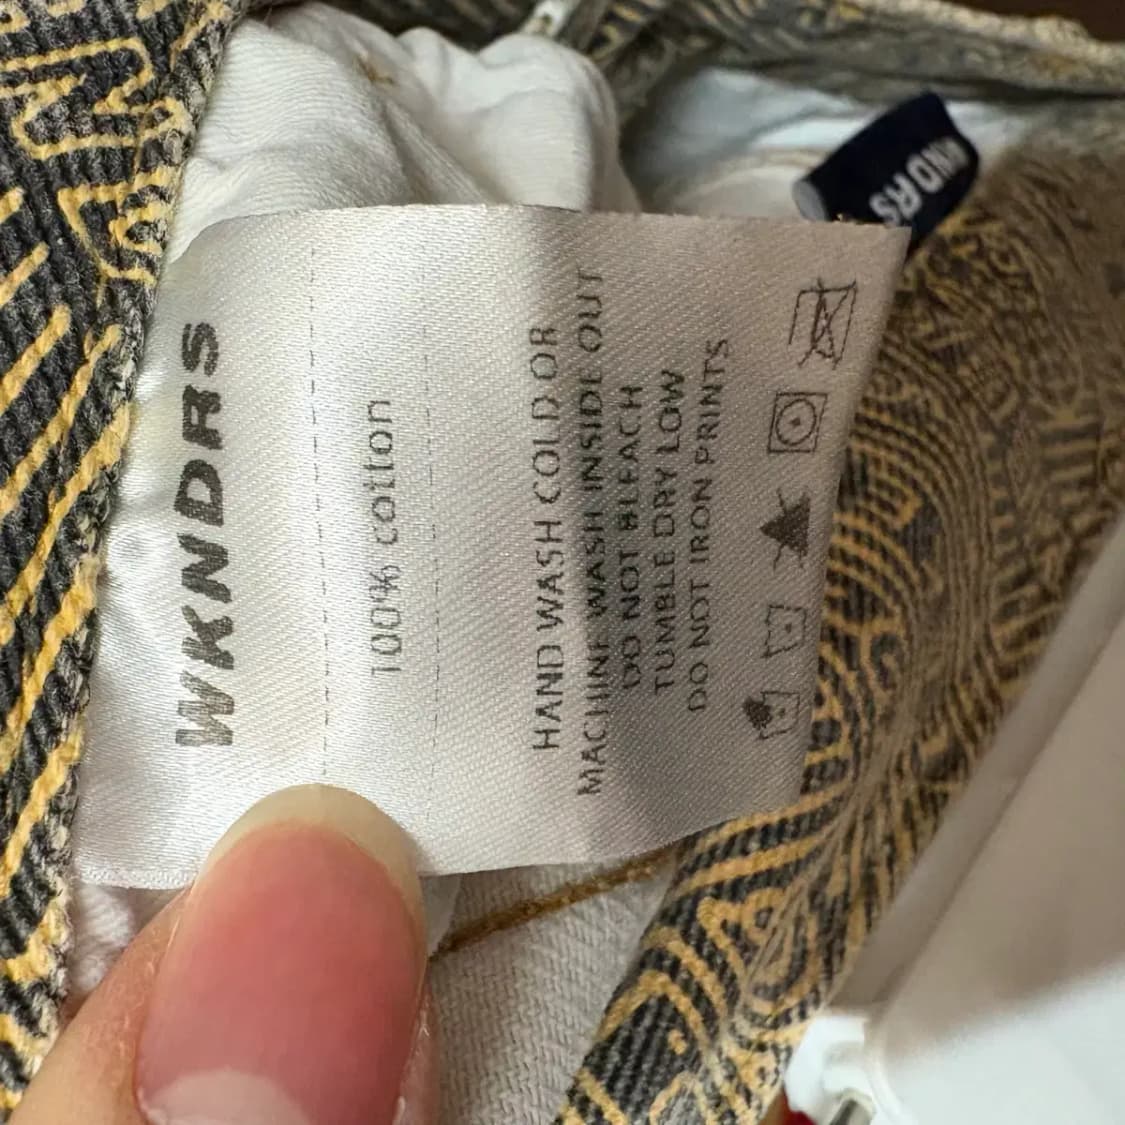 WKNDRS
100% cotton
HAND WASH COLD OR
MACHINE WASH INSIDE OUT
DO NOT BLEACH
TUMBLE DRY LOW
DO NOT IRON PRINTS